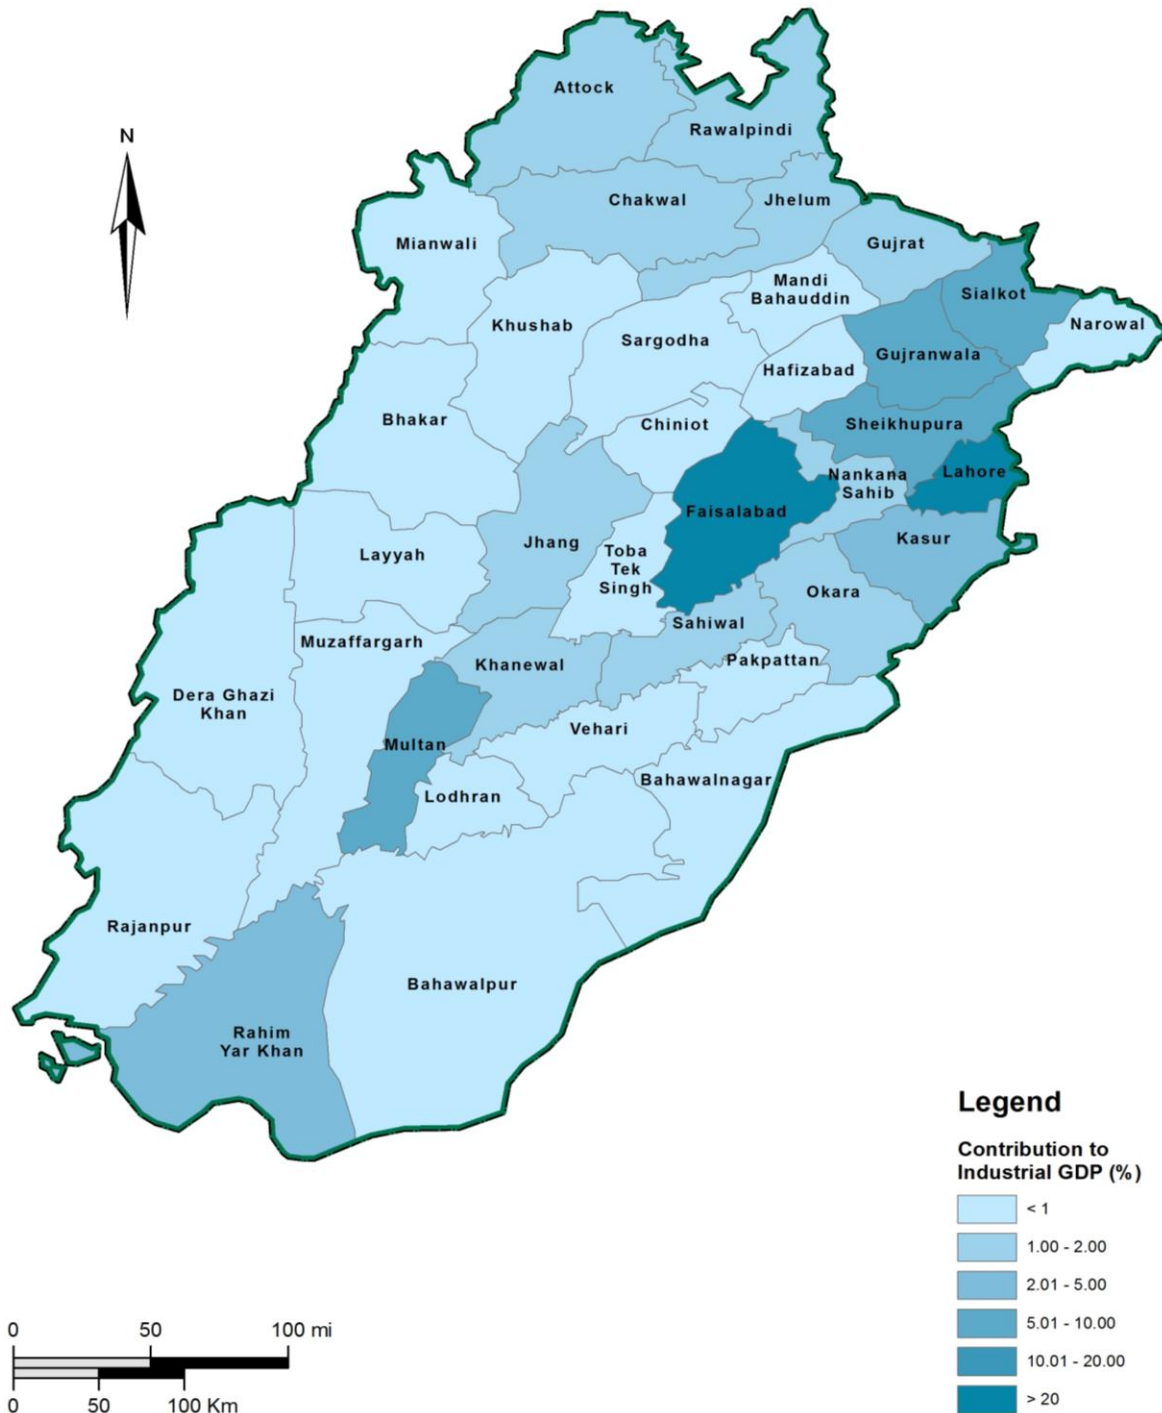 Attock
N
Rawalpindi
Chakwal
Jhelum
Mianwali
Gujrat
Mandi
Bahauddin
Sialkot
Khushab
Narowal
Sargodha
Gujranwala
Hafizabad
Bhakar
Chiniot
Sheikhupura
Nankana
Sahib
Lahore
Faisalabad
Kasur
Jhang
Layyah
Toba
Tek
Singh
Okara
Sahiwal
Muzaffargarh
Khanewal
Pakpattan
Dera Ghazi
Khan
Vehari
Multan
Bahawalnagar
Lodhran
Rajanpur
Bahawalpur
Rahim
Yar Khan
Legend
Contribution to
Industrial GDP (%)
< 1
1.00 - 2.00
2.01 - 5.00
5.01 - 10.00
10.01 - 20.00
> 20
0 50 100 mi
0 50 100 Km